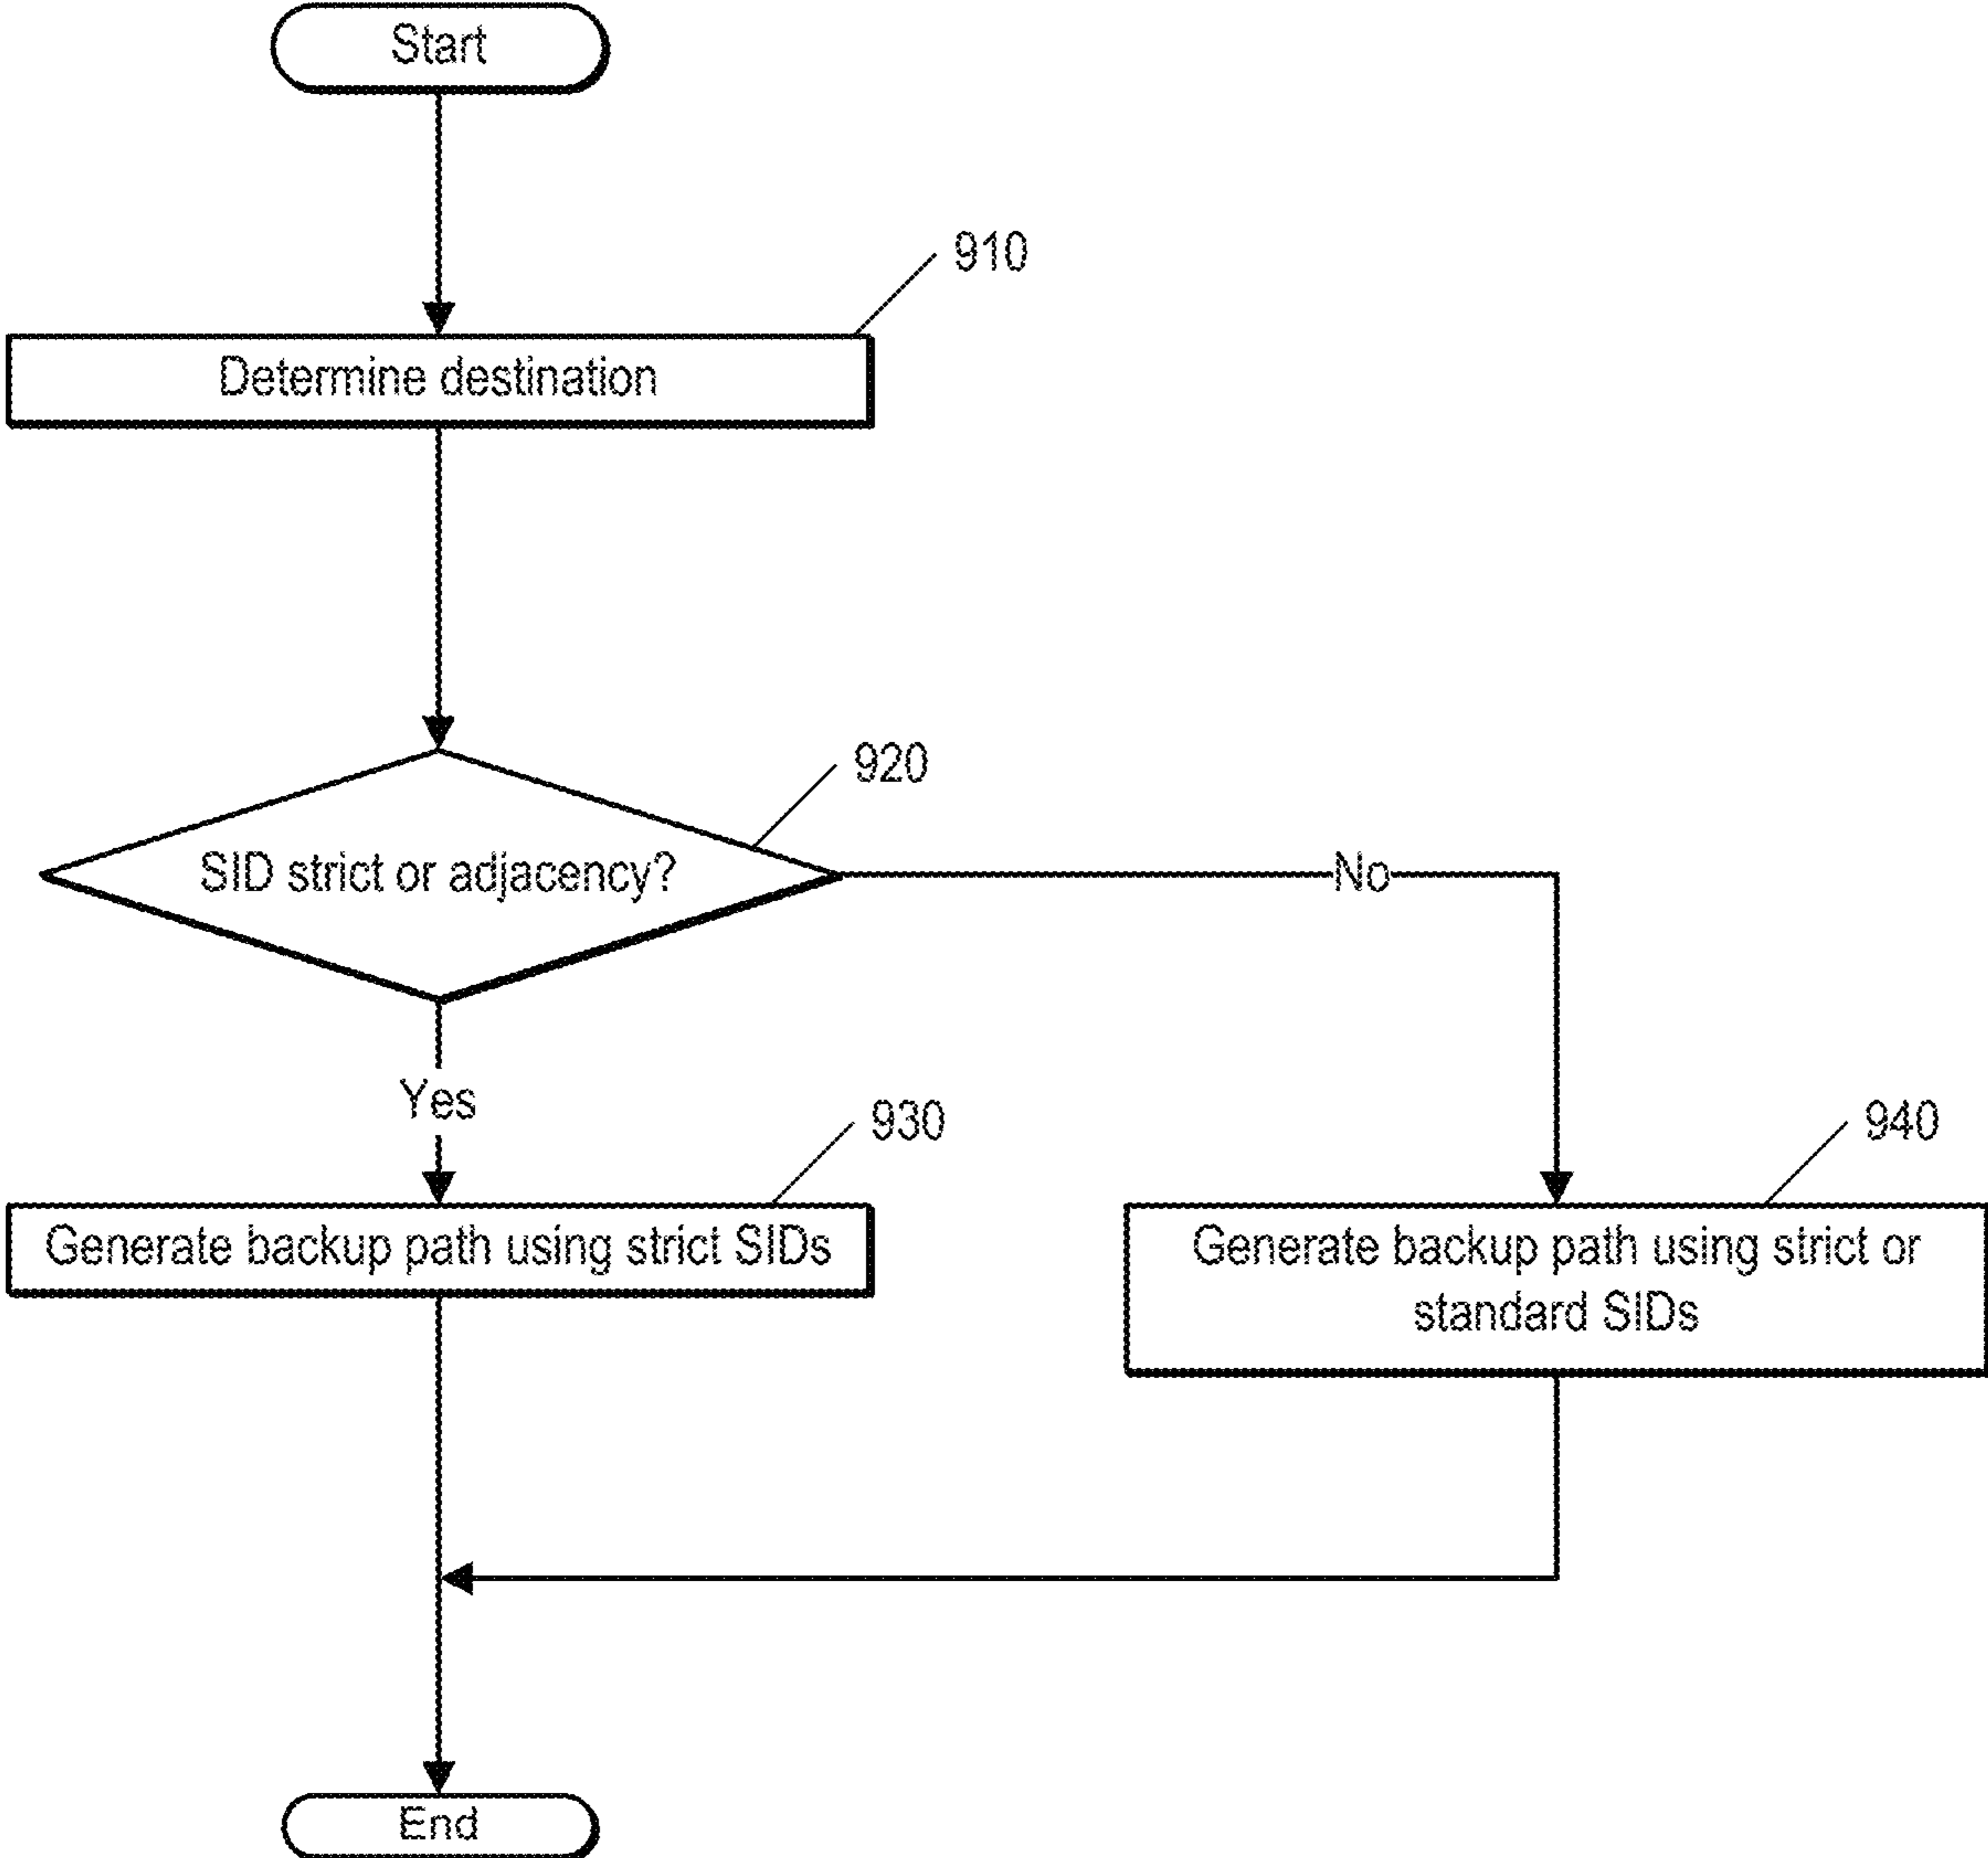 Start
910
Determine destination
920
SID strict or adjacency?
No
Yes
930
940
Generate backup path using strict SIDs
Generate backup path using strict or
standard SIDs
End